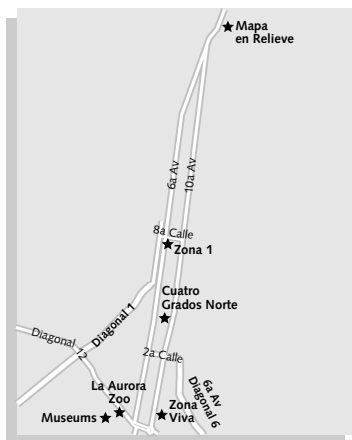 Mapa
en Relieve
6a Av
10a Av
8a Calle
Zona 1
Cuatro
Grados Norte
Diagonal 1
Diagonal 12
2a Calle
La Aurora
Zoo
6a Av
Diagonal 6
Zona
Viva
Museums